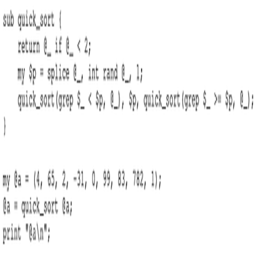 sub quick_sort {
return @_ if @_ < 2;
my $p = splice @_, int rand @_, 1;
quick_sort(grep $_ < $p, @_), $p, quick_sort(grep $_ >= $p, @_);
}
my @a = (4, 65, 2, -31, 0, 99, 83, 782, 1);
@a = quick_sort @a;
print "@a\n";